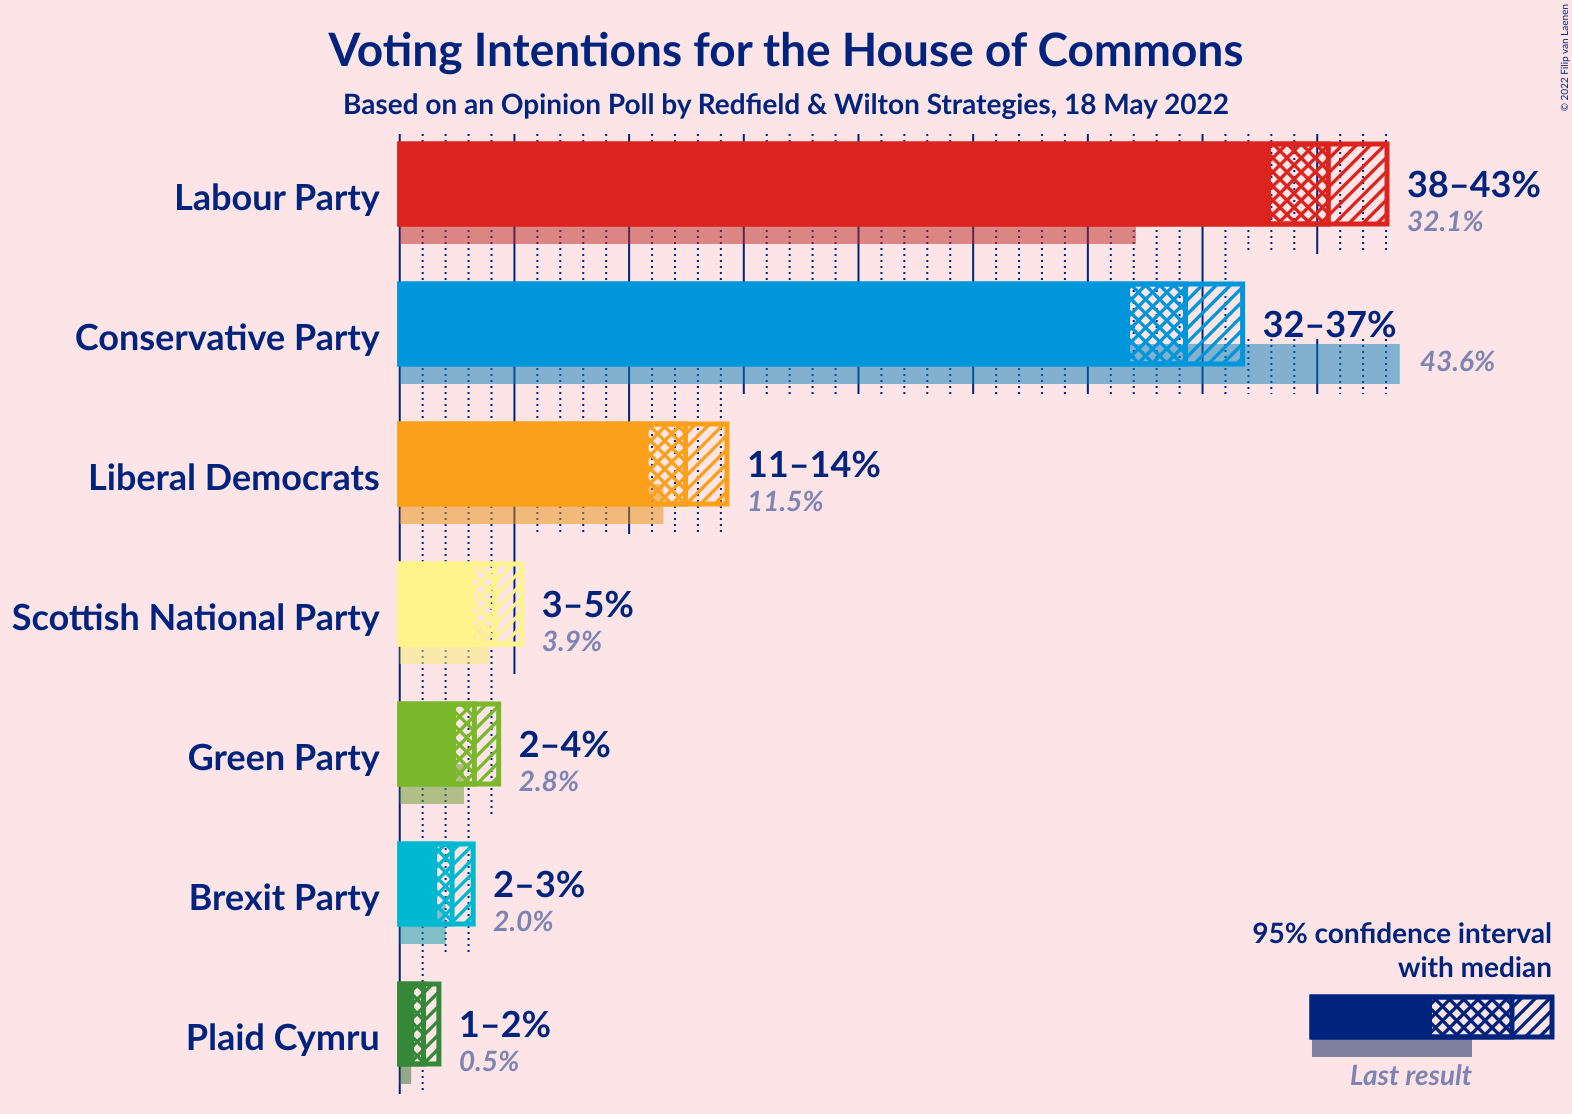 Voting Intentions for the House of Commons
Based on an Opinion Poll by Redfield & Wilton Strategies, 18 May 2022
© 2022 Filip van Laenen
Labour Party
38–43%
32.1%
Conservative Party
32–37%
43.6%
Liberal Democrats
11–14%
11.5%
Scottish National Party
3–5%
3.9%
Green Party
2–4%
2.8%
Brexit Party
2–3%
2.0%
Plaid Cymru
1–2%
0.5%
95% confidence interval
with median
Last result